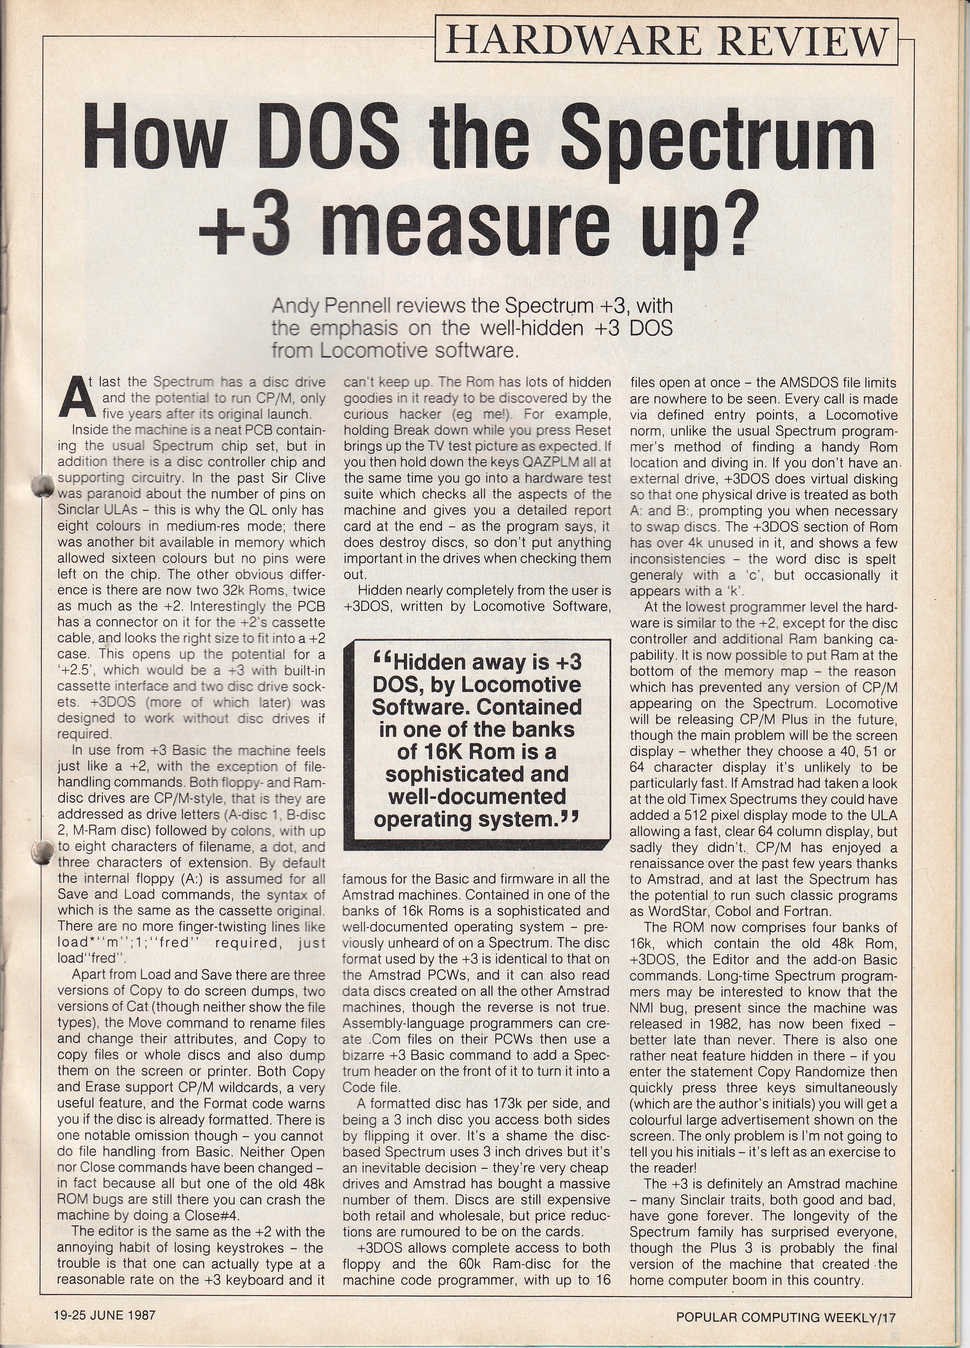 HARDWARE REVIEW
How DOS the Spectrum
+3 measure up?
Andy Pennell reviews the Spectrum +3, with
the emphasis on the well-hidden +3 DOS
from Locomotive software.
At last the Spectrum has a disc drive
and the potential to run CP/M, only
five years after its original launch.
Inside the machine is a neat PCB contain-
ing the usual Spectrum chip set, but in
addition there is a disc controller chip and
supporting circuitry. In the past Sir Clive
was paranoid about the number of pins on
Sinclar ULAs – this is why the QL only has
eight colours in medium-res mode; there
was another bit available in memory which
allowed sixteen colours but no pins were
left on the chip. The other obvious differ-
ence is there are now two 32k Roms, twice
as much as the +2. Interestingly the PCB
has a connector on it for the +2's cassette
cable, and looks the right size to fit into a +2
case. This opens up the potential for a
'+2.5', which would be a +3 with built-in
cassette interface and two disc drive sock-
ets. +3DOS (more of which later) was
designed to work without disc drives if
required.
In use from +3 Basic the machine feels
just like a +2, with the exception of file-
handling commands. Both floppy- and Ram-
disc drives are CP/M-style, that is they are
addressed as drive letters (A-disc 1, B-disc
2, M-Ram disc) followed by colons, with up
to eight characters of filename, a dot, and
three characters of extension. By default
the internal floppy (A:) is assumed for all
Save and Load commands, the syntax of
which is the same as the cassette original.
There are no more finger-twisting lines like
load*''m'';1;''fred'' required, just
load''fred''.
Apart from Load and Save there are three
versions of Copy to do screen dumps, two
versions of Cat (though neither show the file
types), the Move command to rename files
and change their attributes, and Copy to
copy files or whole discs and also dump
them on the screen or printer. Both Copy
and Erase support CP/M wildcards, a very
useful feature, and the Format code warns
you if the disc is already formatted. There is
one notable omission though – you cannot
do file handling from Basic. Neither Open
nor Close commands have been changed –
in fact because all but one of the old 48k
ROM bugs are still there you can crash the
machine by doing a Close#4.
The editor is the same as the +2 with the
annoying habit of losing keystrokes – the
trouble is that one can actually type at a
reasonable rate on the +3 keyboard and it
can't keep up. The Rom has lots of hidden
goodies in it ready to be discovered by the
curious hacker (eg me!). For example,
holding Break down while you press Reset
brings up the TV test picture as expected. If
you then hold down the keys QAZPLM all at
the same time you go into a hardware test
suite which checks all the aspects of the
machine and gives you a detailed report
card at the end – as the program says, it
does destroy discs, so don't put anything
important in the drives when checking them
out.
Hidden nearly completely from the user is
+3DOS, written by Locomotive Software,
“Hidden away is +3
DOS, by Locomotive
Software. Contained
in one of the banks
of 16K Rom is a
sophisticated and
well-documented
operating system.”
famous for the Basic and firmware in all the
Amstrad machines. Contained in one of the
banks of 16k Roms is a sophisticated and
well-documented operating system – pre-
viously unheard of on a Spectrum. The disc
format used by the +3 is identical to that on
the Amstrad PCWs, and it can also read
data discs created on all the other Amstrad
machines, though the reverse is not true.
Assembly-language programmers can cre-
ate .Com files on their PCWs then use a
bizarre +3 Basic command to add a Spec-
trum header on the front of it to turn it into a
Code file.
A formatted disc has 173k per side, and
being a 3 inch disc you access both sides
by flipping it over. It's a shame the disc-
based Spectrum uses 3 inch drives but it's
an inevitable decision – they're very cheap
drives and Amstrad has bought a massive
number of them. Discs are still expensive
both retail and wholesale, but price reduc-
tions are rumoured to be on the cards.
+3DOS allows complete access to both
floppy and the 60k Ram-disc for the
machine code programmer, with up to 16
files open at once – the AMSDOS file limits
are nowhere to be seen. Every call is made
via defined entry points, a Locomotive
norm, unlike the usual Spectrum program-
mer's method of finding a handy Rom
location and diving in. If you don't have an
external drive, +3DOS does virtual disking
so that one physical drive is treated as both
A: and B:, prompting you when necessary
to swap discs. The +3DOS section of Rom
has over 4k unused in it, and shows a few
inconsistencies – the word disc is spelt
generaly with a 'c', but occasionally it
appears with a 'k'.
At the lowest programmer level the hard-
ware is similar to the +2, except for the disc
controller and additional Ram banking ca-
pability. It is now possible to put Ram at the
bottom of the memory map – the reason
which has prevented any version of CP/M
appearing on the Spectrum. Locomotive
will be releasing CP/M Plus in the future,
though the main problem will be the screen
display – whether they choose a 40, 51 or
64 character display it's unlikely to be
particularly fast. If Amstrad had taken a look
at the old Timex Spectrums they could have
added a 512 pixel display mode to the ULA
allowing a fast, clear 64 column display, but
sadly they didn't. CP/M has enjoyed a
renaissance over the past few years thanks
to Amstrad, and at last the Spectrum has
the potential to run such classic programs
as WordStar, Cobol and Fortran.
The ROM now comprises four banks of
16k, which contain the old 48k Rom,
+3DOS, the Editor and the add-on Basic
commands. Long-time Spectrum program-
mers may be interested to know that the
NMI bug, present since the machine was
released in 1982, has now been fixed –
better late than never. There is also one
rather neat feature hidden in there – if you
enter the statement Copy Randomize then
quickly press three keys simultaneously
(which are the author's initials) you will get a
colourful large advertisement shown on the
screen. The only problem is I'm not going to
tell you his initials – it's left as an exercise to
the reader!
The +3 is definitely an Amstrad machine
– many Sinclair traits, both good and bad,
have gone forever. The longevity of the
Spectrum family has surprised everyone,
though the Plus 3 is probably the final
version of the machine that created the
home computer boom in this country.
19-25 JUNE 1987
POPULAR COMPUTING WEEKLY/17